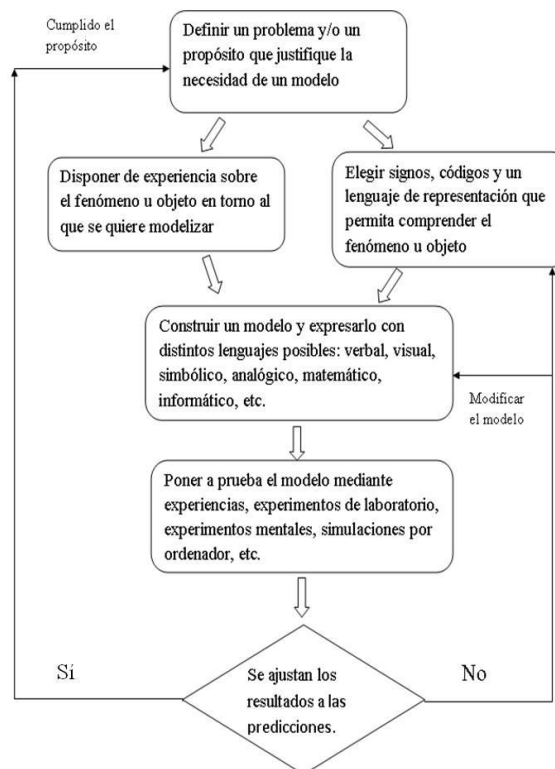 Cumplido el
propósito
Definir un problema y/o un
propósito que justifique la
necesidad de un modelo
Disponer de experiencia sobre
el fenómeno u objeto en torno al
que se quiere modelizar
Elegir signos, códigos y un
lenguaje de representación que
permita comprender el
fenómeno u objeto
Construir un modelo y expresarlo con
distintos lenguajes posibles: verbal, visual,
simbólico, analógico, matemático,
informático, etc.
Modificar
el modelo
Poner a prueba el modelo mediante
experiencias, experimentos de laboratorio,
experimentos mentales, simulaciones por
ordenador, etc.
Sí
No
Se ajustan los
resultados a las
predicciones.